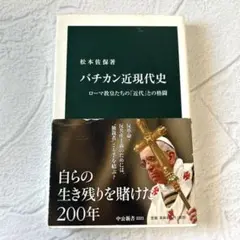 松本佐保著
バチカン近現代史
ローマ教皇たちの「近代」との格闘
自らの
生き残りを賭けた
200年
中公新書